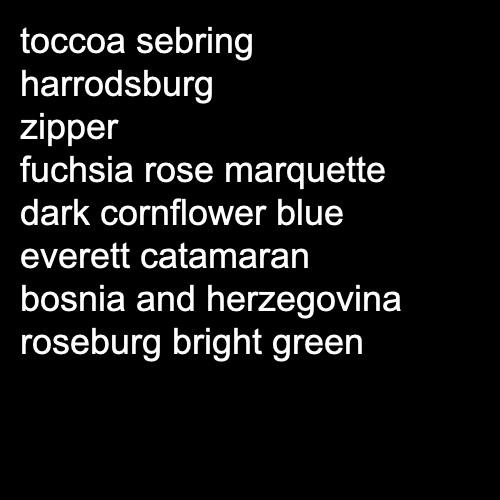 toccoa sebring
harrodsburg
zipper
fuchsia rose marquette
dark cornflower blue
everett catamaran
bosnia and herzegovina
roseburg bright green